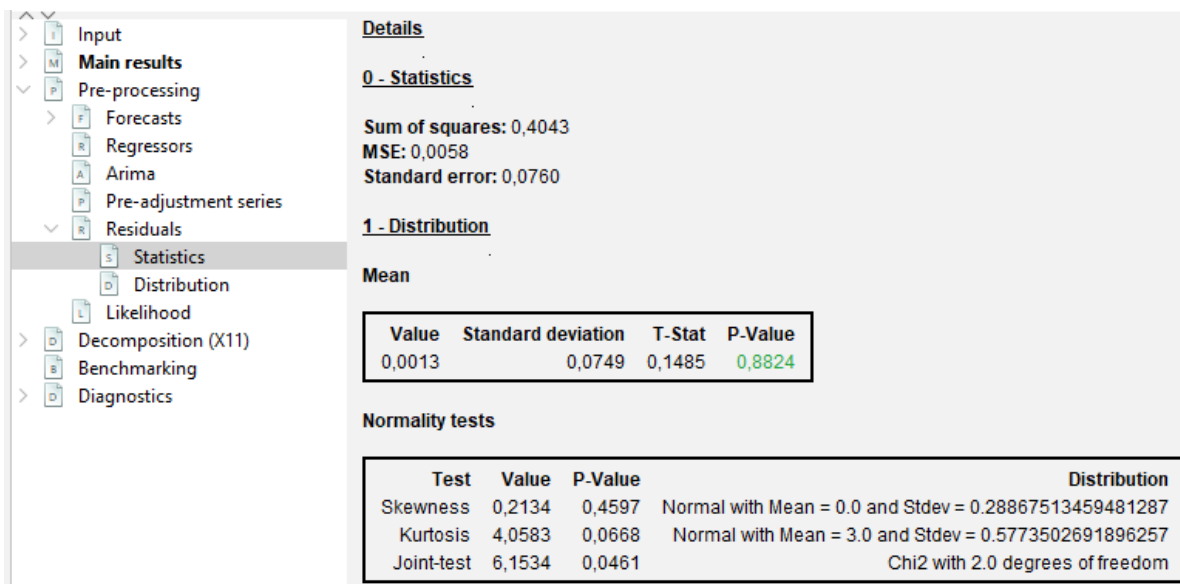 Input
Main results
Pre-processing
Forecasts
Regressors
Arima
Pre-adjustment series
Residuals
Statistics
Distribution
Likelihood
Decomposition (X11)
Benchmarking
Diagnostics
Details
0 - Statistics
Sum of squares: 0,4043
MSE: 0,0058
Standard error: 0,0760
1 - Distribution
Mean
Value Standard deviation T-Stat P-Value
0,0013 0,0749 0,1485 0,8824
Normality tests
Test Value P-Value Distribution
Skewness 0,2134 0,4597 Normal with Mean = 0.0 and Stdev = 0.28867513459481287
Kurtosis 4,0583 0,0668 Normal with Mean = 3.0 and Stdev = 0.5773502691896257
Joint-test 6,1534 0,0461 Chi2 with 2.0 degrees of freedom